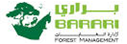 براري
BARARI
FOREST MANAGEMENT